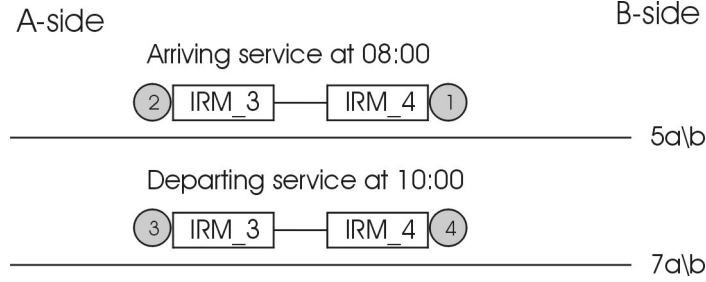 A-side B-side
Arriving service at 08:00
2 IRM_3 IRM_4 1
5a\b
Departing service at 10:00
3 IRM_3 IRM_4 4
7a\b